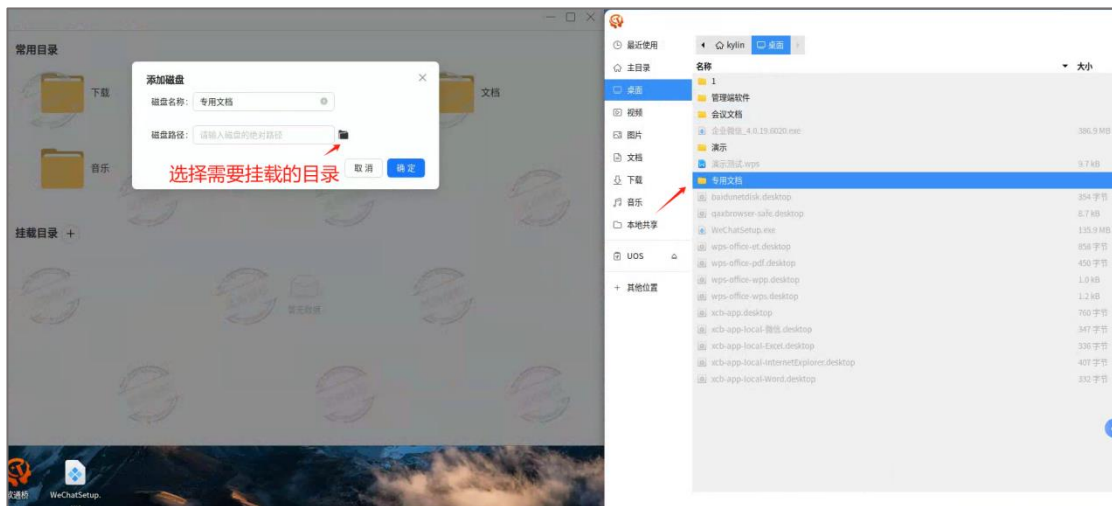 常用目录
下载
文档
音乐
添加磁盘
磁盘名称： 专用文档
磁盘路径： 请输入磁盘的绝对路径
选择需要挂载的目录
取消
确定
挂载目录 +
暂无数据
WeChatSetup.
最近使用
主目录
桌面
视频
图片
文档
下载
音乐
本地共享
UOS
+ 其他位置
kylin 桌面
名称 大小
1
管理端软件
会议文档
企业微信_4.0.19.6020.exe 386.9 MB
演示
演示测试.wps 9.7 kB
专用文档
baidunetdisk.desktop 354 字节
qaxbrowser-safe.desktop 8.7 kB
WeChatSetup.exe
wps-office-et.desktop 958 字节
wps-office-pdf.desktop 450 字节
wps-office-wpp.desktop 1.0 kB
wps-office-wps.desktop 1.2 kB
xcb-app.desktop 760 字节
xcb-app-local-微信.desktop 347 字节
xcb-app-local-Excel.desktop 336 字节
xcb-app-local-InternetExplorer.desktop 407 字节
xcb-app-local-Word.desktop 332 字节